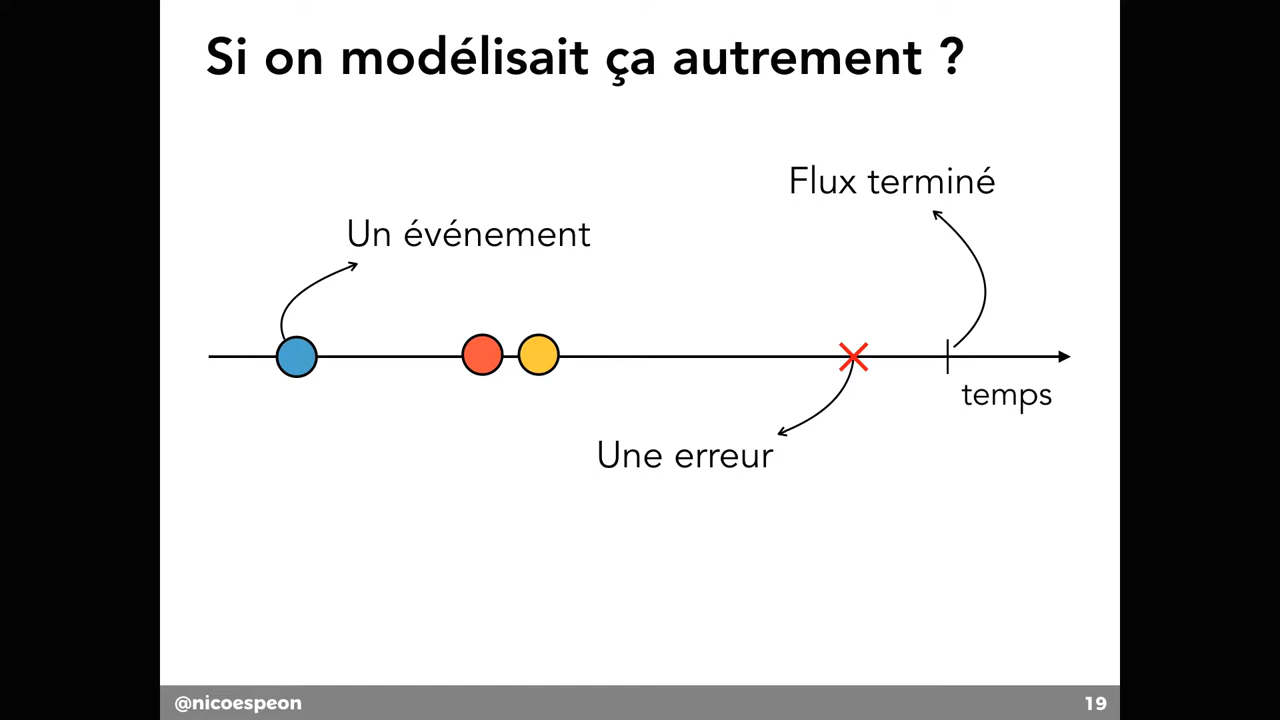 Si on modélisait ça autrement ?
Flux terminé
Un événement
temps
Une erreur
@nicoespeon
19